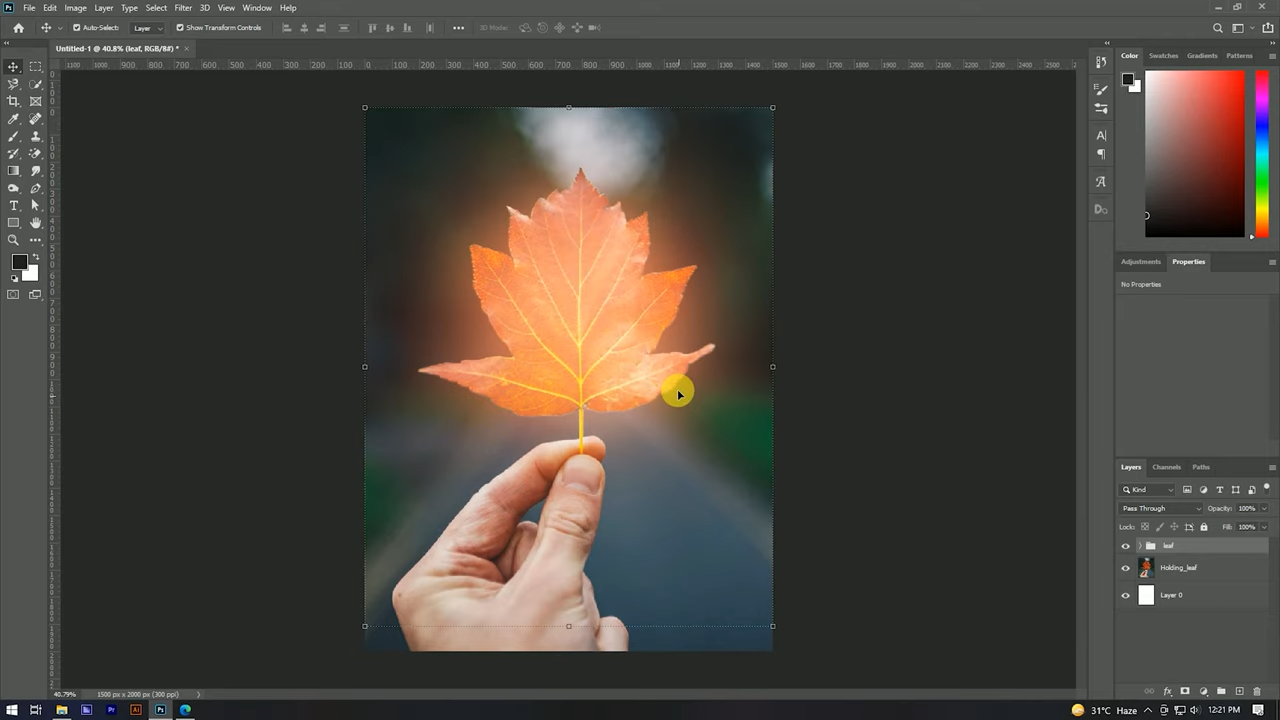 Ps File Edit Image Layer Type Select Filter 3D View Window Help
Auto-Select: Layer Show Transform Controls 3D Mode:
Untitled-1 @ 40.8% (leaf, RGB/8#) *
Color Swatches Gradients Patterns
Adjustments Properties
No Properties
Layers Channels Paths
Kind
Pass Through Opacity: 100%
Lock: Fill: 100%
leaf
Holding_leaf
Layer 0
40.79% 1500 px x 2000 px (300 ppi)
31°C Haze 12:21 PM